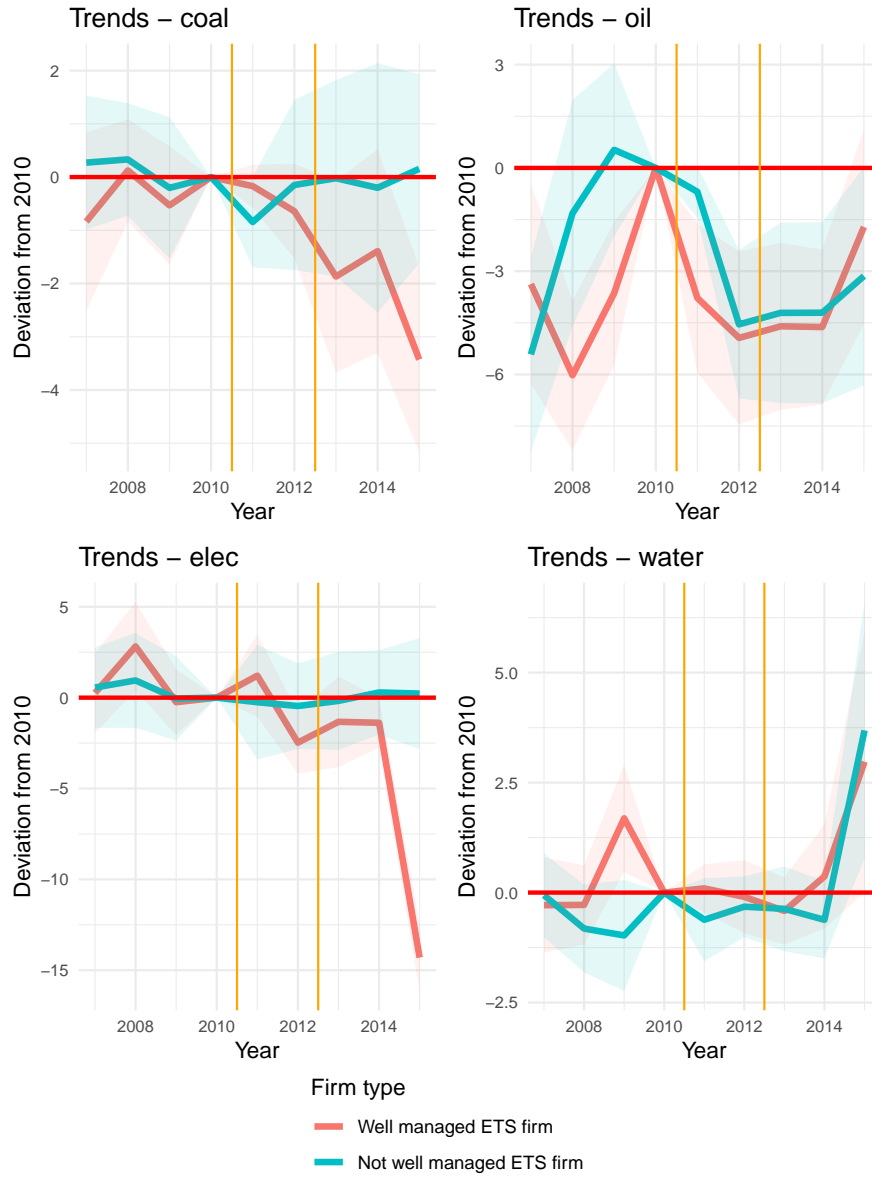 Trends − coal
Deviation from 2010
2
0
−2
−4
2008
2010
2012
2014
Year
Trends − oil
Deviation from 2010
3
0
−3
−6
2008
2010
2012
2014
Year
Trends − elec
Deviation from 2010
5
0
−5
−10
−15
2008
2010
2012
2014
Year
Trends − water
Deviation from 2010
5.0
2.5
0.0
−2.5
2008
2010
2012
2014
Year
Firm type
Well managed ETS firm
Not well managed ETS firm